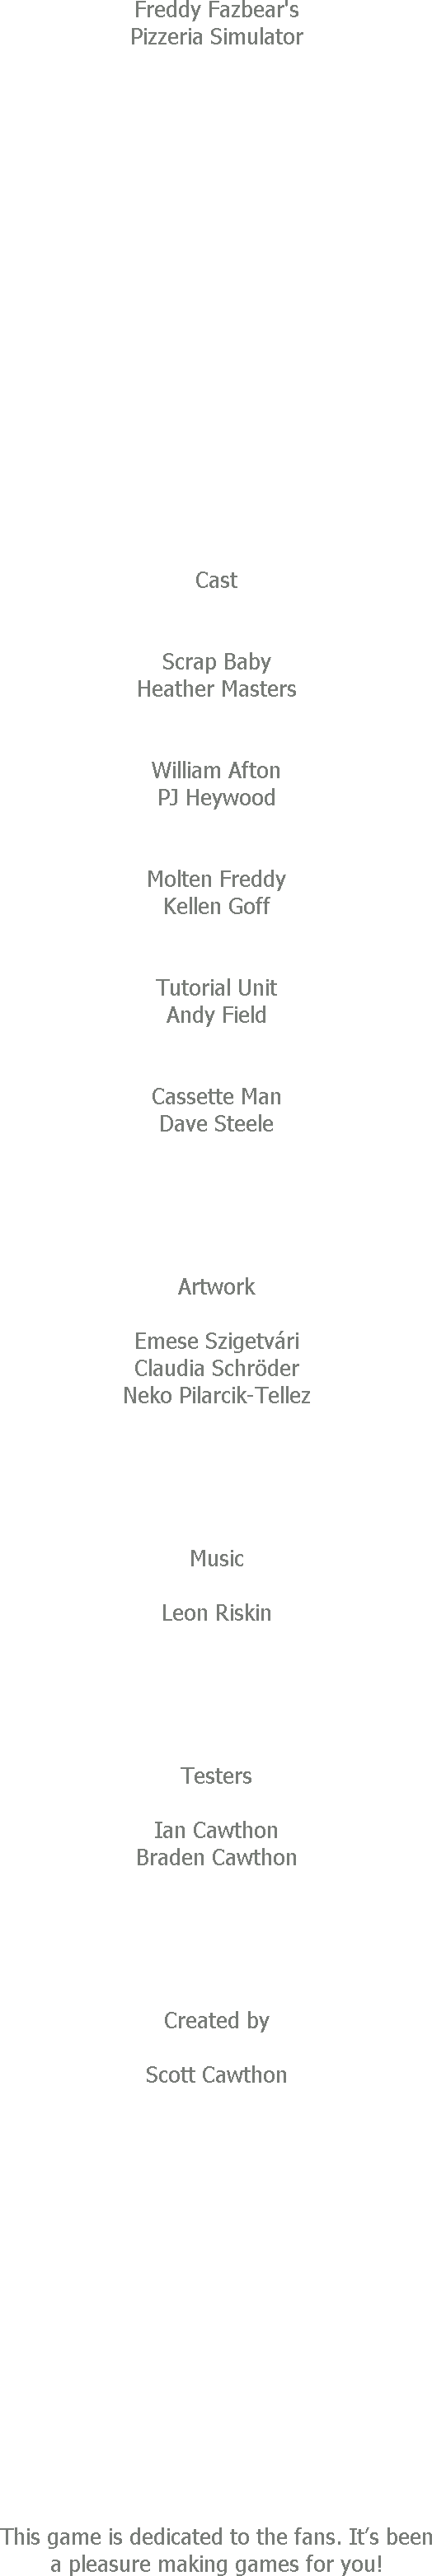 Freddy Fazbear's
Pizzeria Simulator
Cast
Scrap Baby
Heather Masters
William Afton
PJ Heywood
Molten Freddy
Kellen Goff
Tutorial Unit
Andy Field
Cassette Man
Dave Steele
Artwork
Emese Szigetvári
Claudia Schröder
Neko Pilarcik-Tellez
Music
Leon Riskin
Testers
Ian Cawthon
Braden Cawthon
Created by
Scott Cawthon
This game is dedicated to the fans. It’s been
a pleasure making games for you!